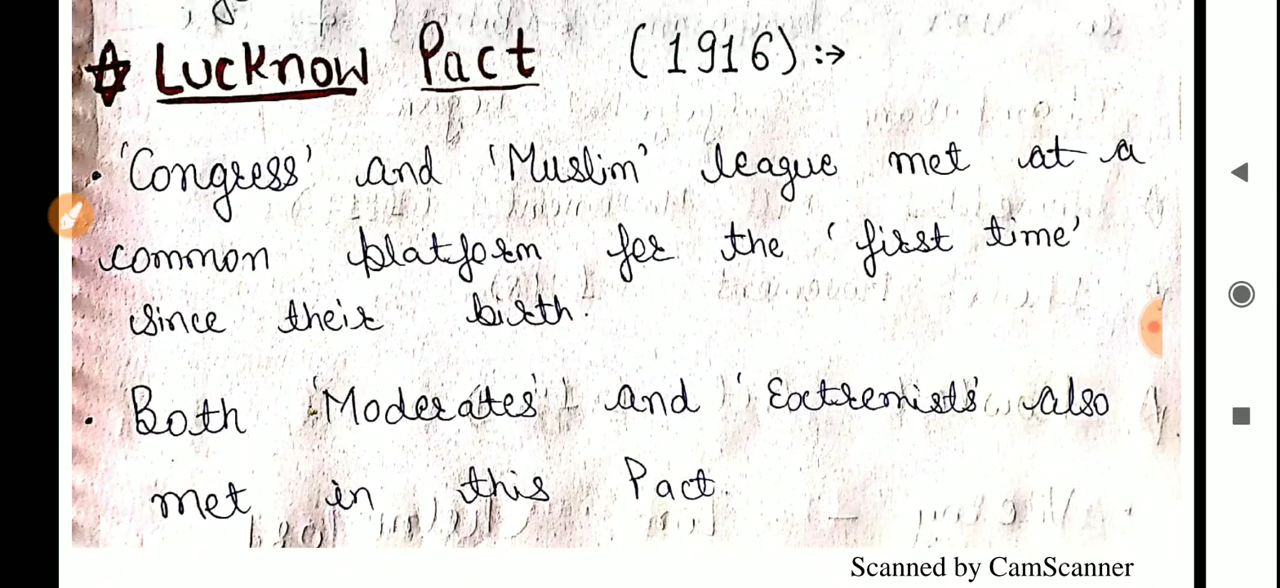 ☆ Lucknow Pact (1916) :→
• 'Congress' and 'Muslim' league met at a
common platform for the 'first time'
since their birth.
• Both 'Moderates' and 'Extremists' also
met in this Pact.
Scanned by CamScanner